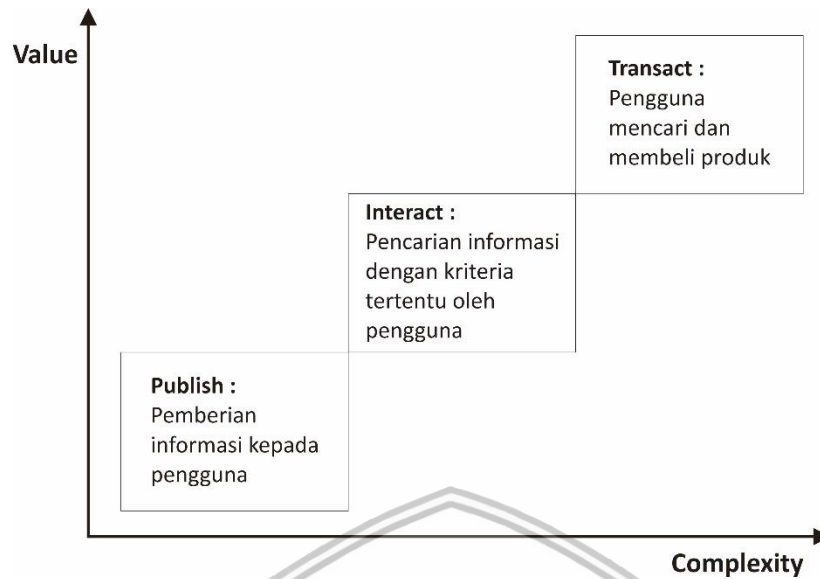 Value
Transact :
Pengguna
mencari dan
membeli produk
Interact :
Pencarian informasi
dengan kriteria
tertentu oleh
pengguna
Publish :
Pemberian
informasi kepada
pengguna
Complexity